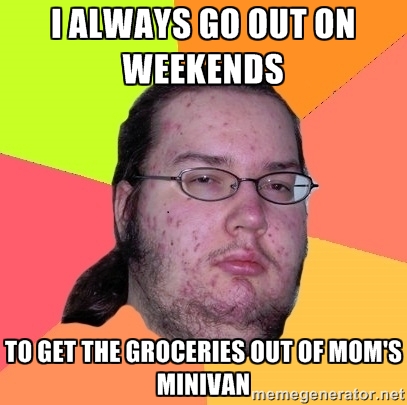 I ALWAYS GO OUT ON
WEEKENDS
TO GET THE GROCERIES OUT OF MOM'S
MINIVAN
memegenerator.net